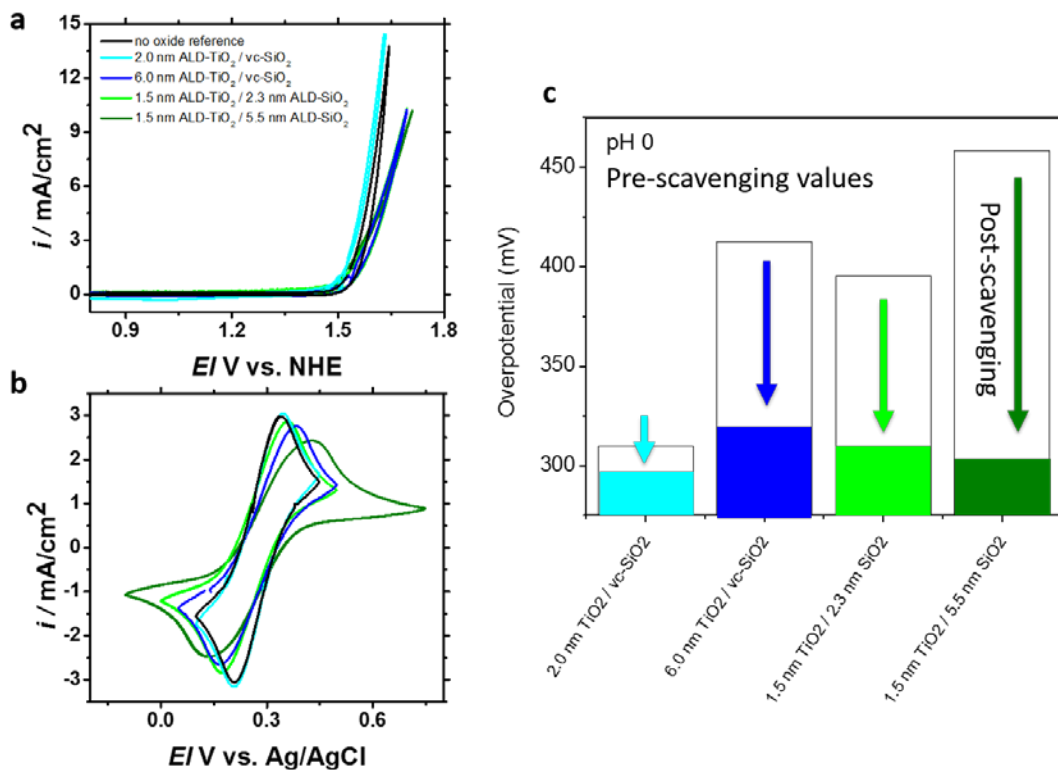 a
15
12
9
6
3
0
i / mA/cm²
no oxide reference
2.0 nm ALD-TiO₂ / vc-SiO₂
6.0 nm ALD-TiO₂ / vc-SiO₂
1.5 nm ALD-TiO₂ / 2.3 nm ALD-SiO₂
1.5 nm ALD-TiO₂ / 5.5 nm ALD-SiO₂
0.9 1.2 1.5 1.8
E/ V vs. NHE
b
3
2
1
0
-1
-2
-3
i / mA/cm²
0.0 0.3 0.6
E/ V vs. Ag/AgCl
c
pH 0
Pre-scavenging values
Post-scavenging
Overpotential (mV)
450
400
350
300
2.0 nm TiO2 / vc-SiO2
6.0 nm TiO2 / vc-SiO2
1.5 nm TiO2 / 2.3 nm SiO2
1.5 nm TiO2 / 5.5 nm SiO2